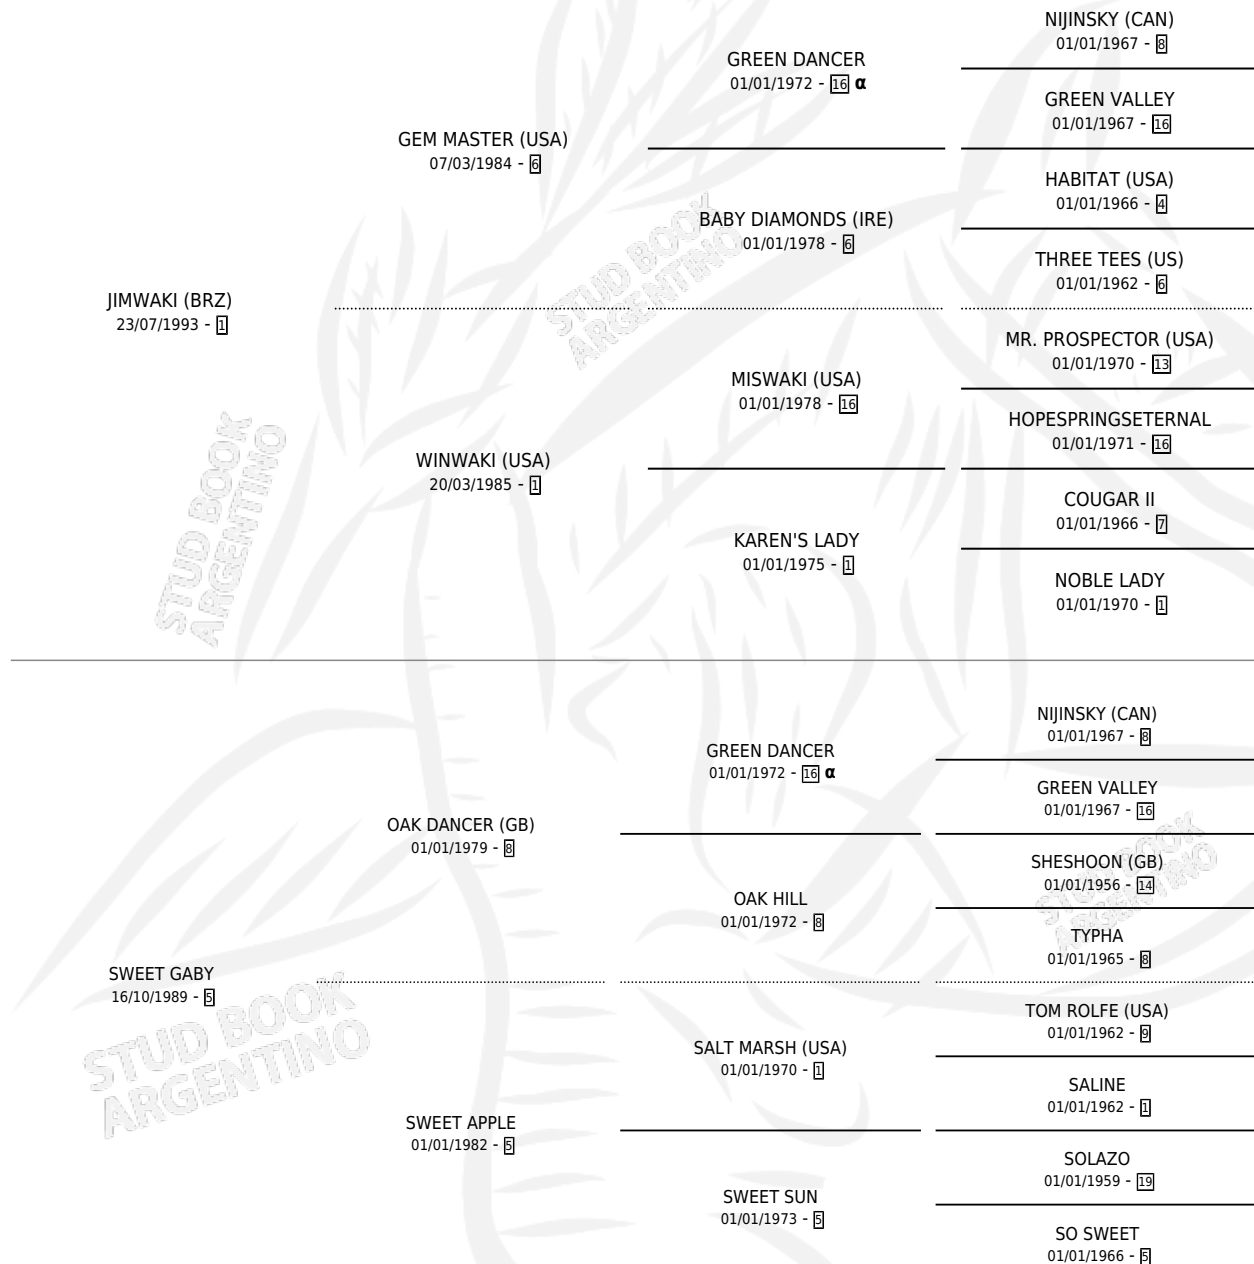 NIJINSKY (CAN)
01/01/1967 - 8
GREEN DANCER
01/01/1972 - 16 α
GREEN VALLEY
01/01/1967 - 16
GEM MASTER (USA)
07/03/1984 - 6
HABITAT (USA)
01/01/1966 - 4
BABY DIAMONDS (IRE)
01/01/1978 - 6
THREE TEES (US)
01/01/1962 - 6
JIMWAKI (BRZ)
23/07/1993 - 1
MR. PROSPECTOR (USA)
01/01/1970 - 13
MISWAKI (USA)
01/01/1978 - 16
HOPESPRINGSETERNAL
01/01/1971 - 16
WINWAKI (USA)
20/03/1985 - 1
COUGAR II
01/01/1966 - 7
KAREN'S LADY
01/01/1975 - 1
NOBLE LADY
01/01/1970 - 1
NIJINSKY (CAN)
01/01/1967 - 8
GREEN DANCER
01/01/1972 - 16 α
GREEN VALLEY
01/01/1967 - 16
OAK DANCER (GB)
01/01/1979 - 8
SHESHOON (GB)
01/01/1956 - 14
OAK HILL
01/01/1972 - 8
TYPHA
01/01/1965 - 8
SWEET GABY
16/10/1989 - 5
TOM ROLFE (USA)
01/01/1962 - 9
SALT MARSH (USA)
01/01/1970 - 1
SALINE
01/01/1962 - 1
SWEET APPLE
01/01/1982 - 5
SOLAZO
01/01/1959 - 19
SWEET SUN
01/01/1973 - 5
SO SWEET
01/01/1966 - 5
STUD BOOK
ARGENTINO
STUD BOOK
ARGENTINO
STUD BOOK
ARGENTINO
STUD BOOK
ARGENTINO